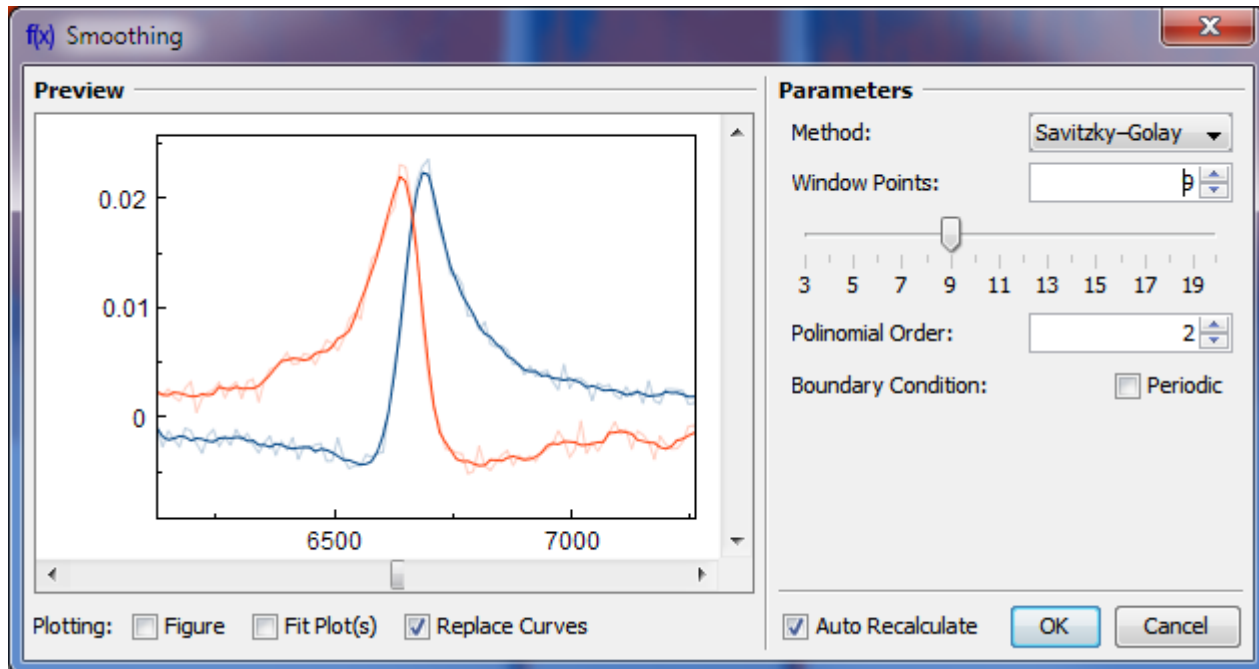 f(x) Smoothing
x
Preview
0.02
0.01
0
6500 7000
Plotting: Figure Fit Plot(s) Replace Curves
Parameters
Method: Savitzky–Golay
Window Points: 9
3 5 7 9 11 13 15 17 19
Polinomial Order: 2
Boundary Condition: Periodic
Auto Recalculate OK Cancel